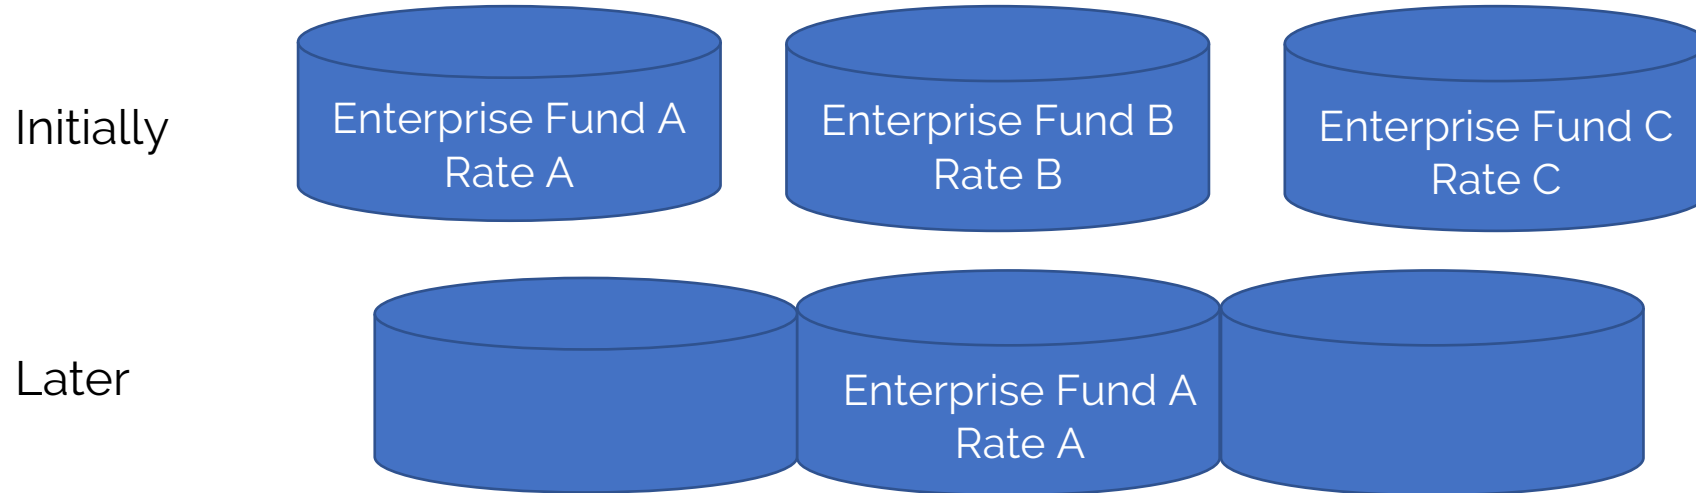 Initially
Enterprise Fund A
Rate A
Enterprise Fund B
Rate B
Enterprise Fund C
Rate C
Later
Enterprise Fund A
Rate A